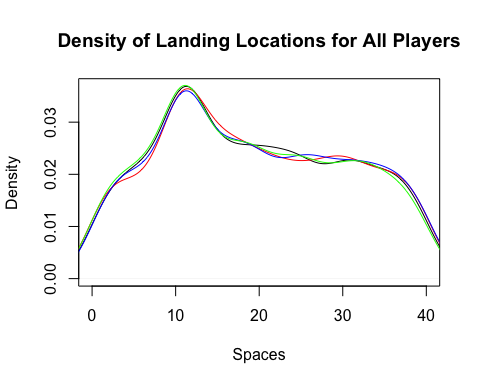 Density of Landing Locations for All Players
Density
0.00 0.01 0.02 0.03
0 10 20 30 40
Spaces